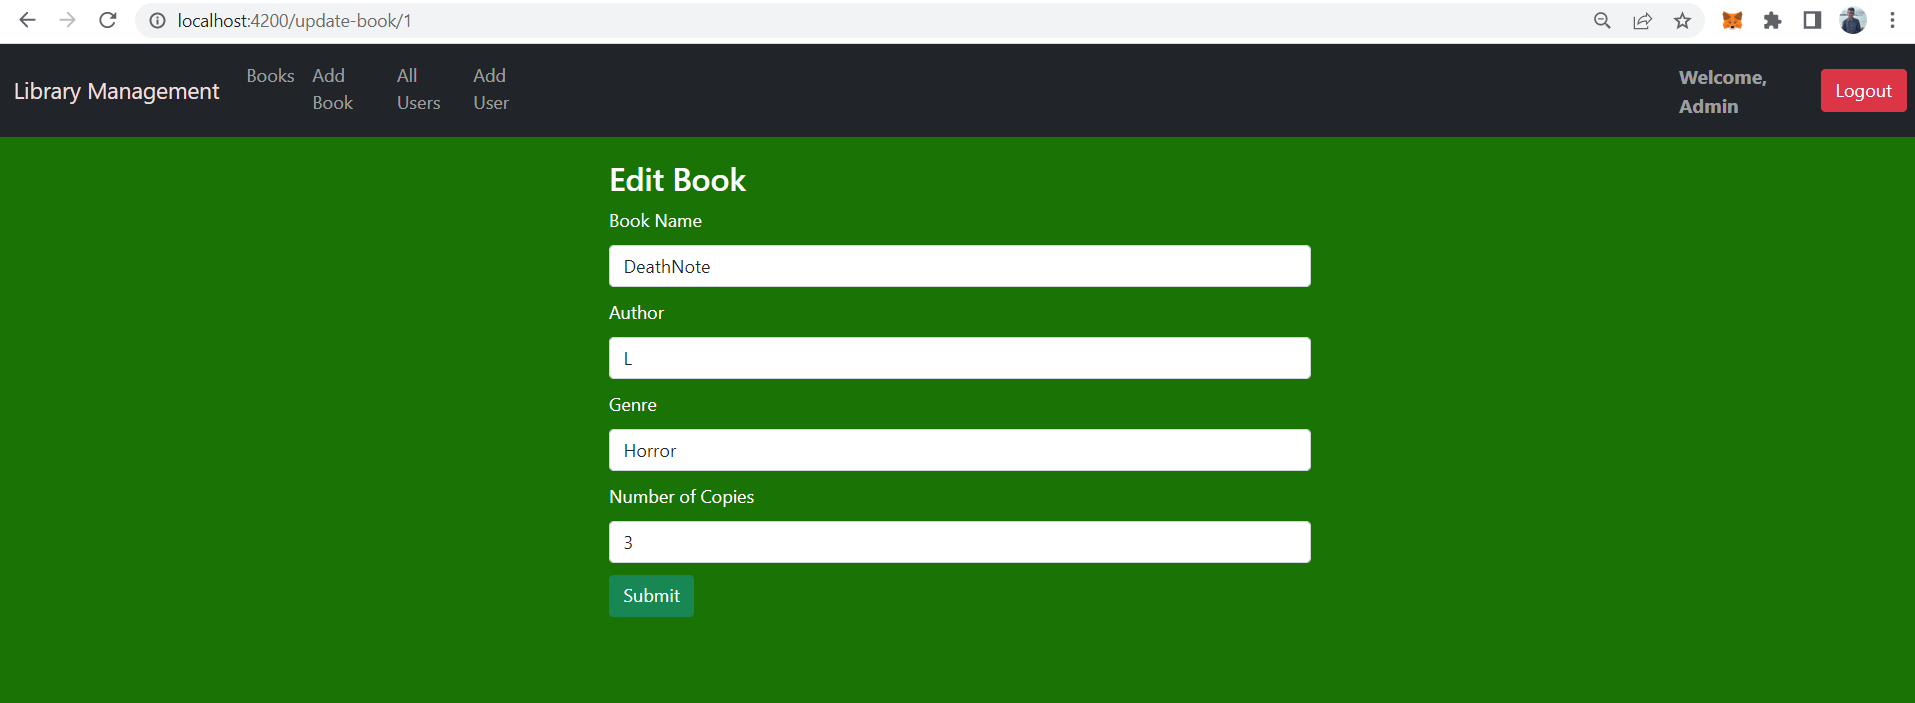 localhost:4200/update-book/1
Library Management
Books
Add
Book
All
Users
Add
User
Welcome,
Admin
Logout
Edit Book
Book Name
DeathNote
Author
L
Genre
Horror
Number of Copies
3
Submit